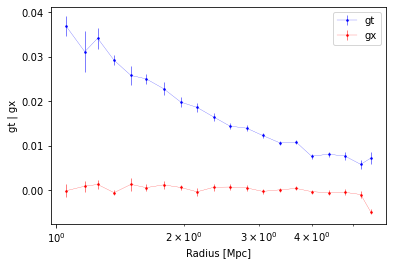 0.04
0.03
0.02
0.01
0.00
gt | gx
gt
gx
10⁰
2 × 10⁰
3 × 10⁰
4 × 10⁰
Radius [Mpc]